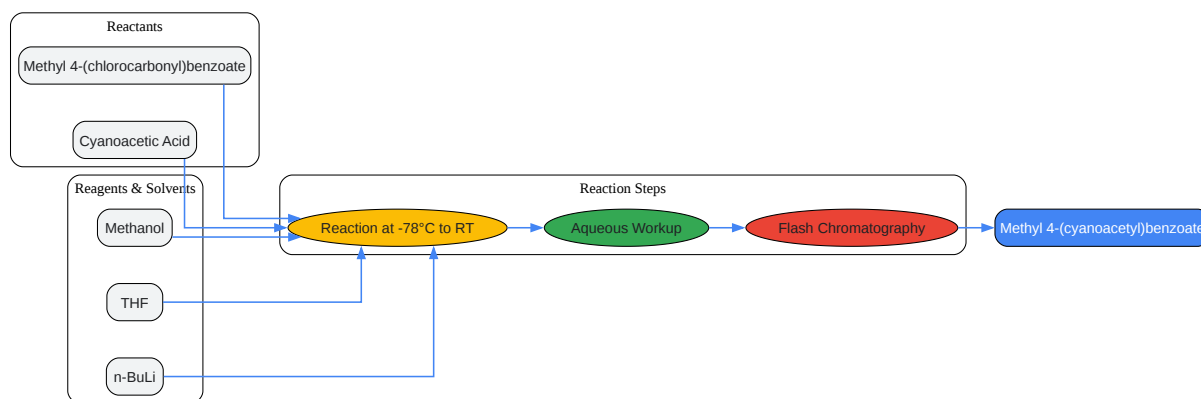 Reactants
Methyl 4-(chlorocarbonyl)benzoate
Cyanoacetic Acid
Reagents & Solvents
Methanol
THF
n-BuLi
Reaction Steps
Reaction at -78°C to RT
Aqueous Workup
Flash Chromatography
Methyl 4-(cyanoacetyl)benzoate